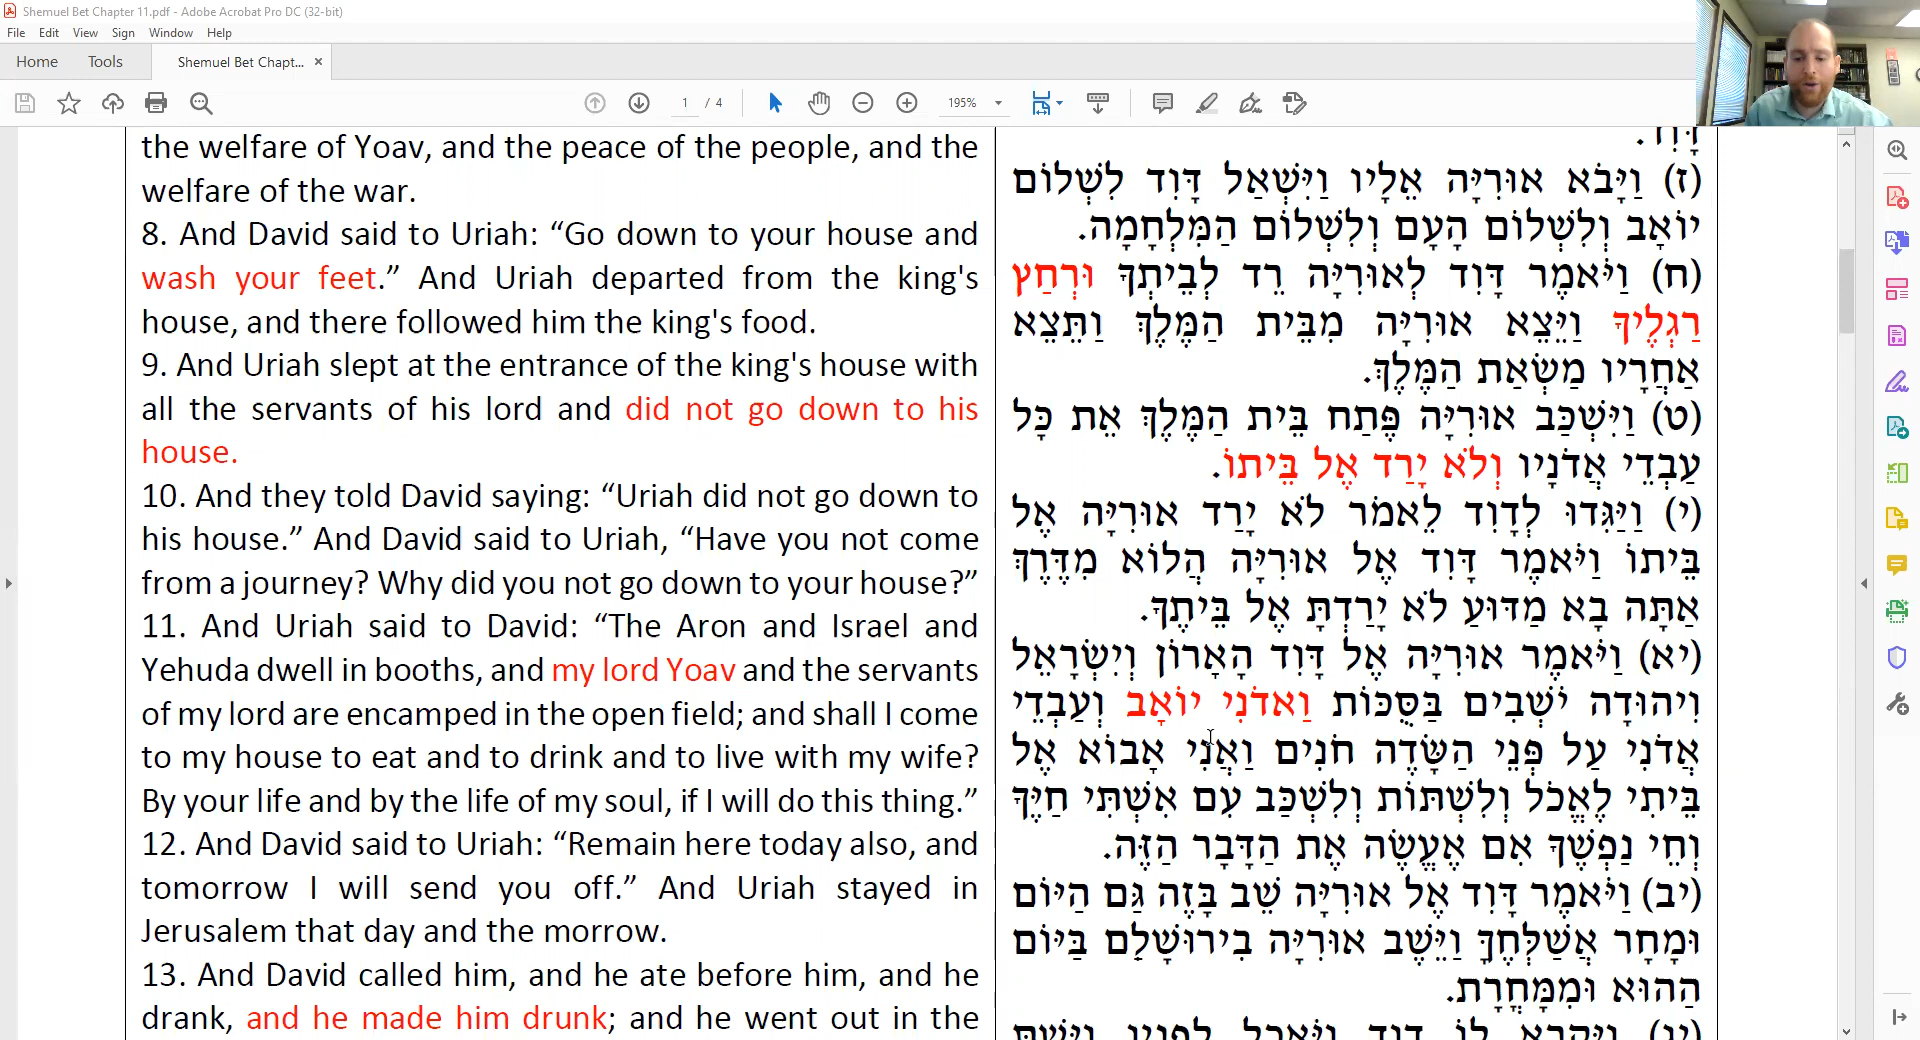 Shemuel Bet Chapter 11.pdf - Adobe Acrobat Pro DC (32-bit)
File Edit View Sign Window Help
Home Tools Shemuel Bet Chapt... ×
1 / 4 195%
the welfare of Yoav, and the peace of the people, and the
welfare of the war.
8. And David said to Uriah: “Go down to your house and
wash your feet.” And Uriah departed from the king's
house, and there followed him the king's food.
9. And Uriah slept at the entrance of the king's house with
all the servants of his lord and did not go down to his
house.
10. And they told David saying: “Uriah did not go down to
his house.” And David said to Uriah, “Have you not come
from a journey? Why did you not go down to your house?”
11. And Uriah said to David: “The Aron and Israel and
Yehuda dwell in booths, and my lord Yoav and the servants
of my lord are encamped in the open field; and shall I come
to my house to eat and to drink and to live with my wife?
By your life and by the life of my soul, if I will do this thing.”
12. And David said to Uriah: “Remain here today also, and
tomorrow I will send you off.” And Uriah stayed in
Jerusalem that day and the morrow.
13. And David called him, and he ate before him, and he
drank, and he made him drunk; and he went out in the
דָּוִד.
(ז) וַיָּבֹא אוּרִיָּה אֵלָיו וַיִּשְׁאַל דָּוִד לִשְׁלוֹם
יוֹאָב וְלִשְׁלוֹם הָעָם וְלִשְׁלוֹם הַמִּלְחָמָה.
(ח) וַיֹּאמֶר דָּוִד לְאוּרִיָּה רֵד לְבֵיתְךָ וּרְחַץ
רַגְלֶיךָ וַיֵּצֵא אוּרִיָּה מִבֵּית הַמֶּלֶךְ וַתֵּצֵא
אַחֲרָיו מַשְׂאַת הַמֶּלֶךְ.
(ט) וַיִּשְׁכַּב אוּרִיָּה פֶּתַח בֵּית הַמֶּלֶךְ אֵת כָּל
עַבְדֵי אֲדֹנָיו וְלֹא יָרַד אֶל בֵּיתוֹ.
(י) וַיַּגִּדוּ לְדָוִד לֵאמֹר לֹא יָרַד אוּרִיָּה אֶל
בֵּיתוֹ וַיֹּאמֶר דָּוִד אֶל אוּרִיָּה הֲלוֹא מִדֶּרֶךְ
אַתָּה בָא מַדּוּעַ לֹא יָרַדְתָּ אֶל בֵּיתֶךָ.
(יא) וַיֹּאמֶר אוּרִיָּה אֶל דָּוִד הָאָרוֹן וְיִשְׂרָאֵל
וִיהוּדָה יֹשְׁבִים בַּסֻּכּוֹת וַאדֹנִי יוֹאָב וְעַבְדֵי
אֲדֹנִי עַל פְּנֵי הַשָּׂדֶה חֹנִים וַאֲנִי אָבוֹא אֶל
בֵּיתִי לֶאֱכֹל וְלִשְׁתּוֹת וְלִשְׁכַּב עִם אִשְׁתִּי חַיֶּךָ
וְחֵי נַפְשֶׁךָ אִם אֶעֱשֶׂה אֶת הַדָּבָר הַזֶּה.
(יב) וַיֹּאמֶר דָּוִד אֶל אוּרִיָּה שֵׁב בָּזֶה גַּם הַיּוֹם
וּמָחָר אֲשַׁלְּחֶךָּ וַיֵּשֶׁב אוּרִיָּה בִירוּשָׁלִַם בַּיּוֹם
הַהוּא וּמִמָּחֳרָת.
(יג) וַיִּקְרָא לוֹ דָוִד וַיֹּאכַל לְפָנָיו וַיֵּשְׁתְּ